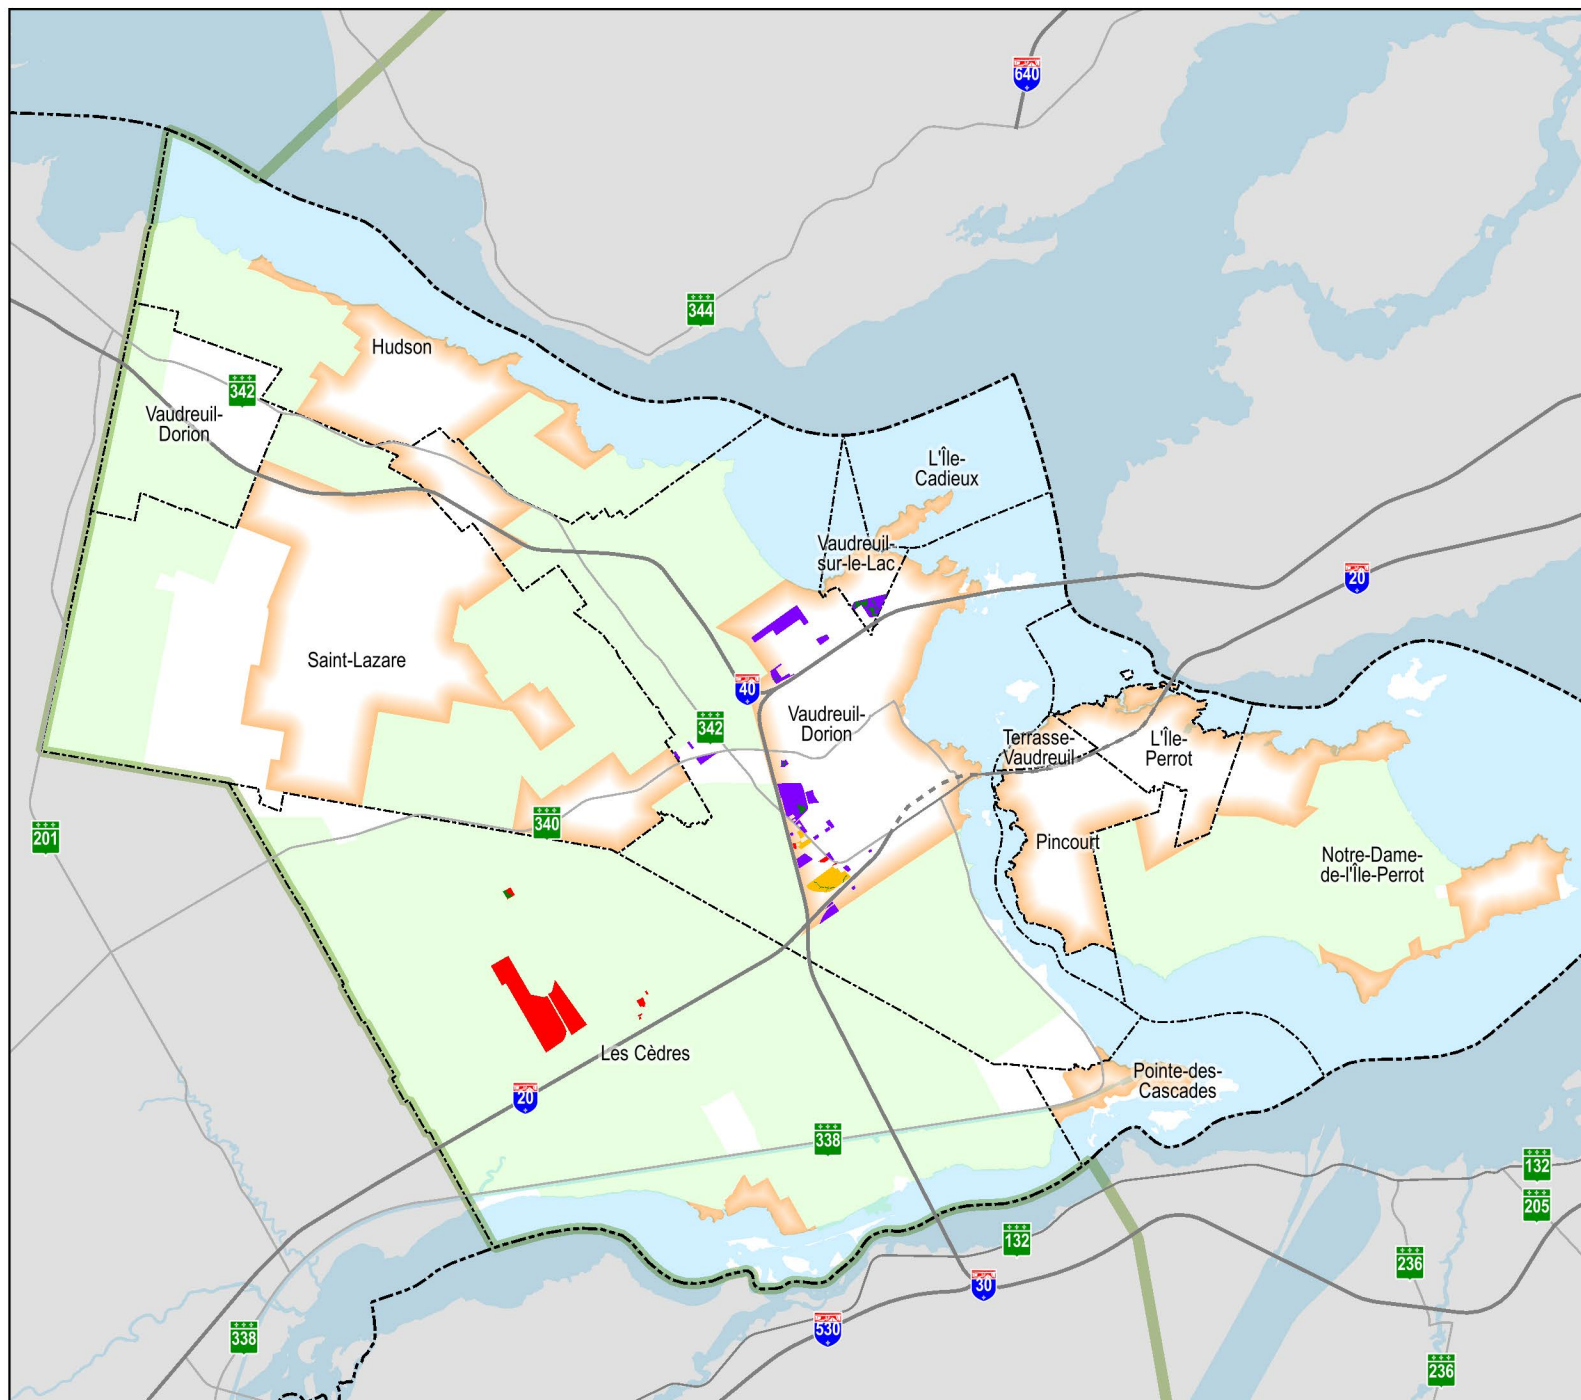 640
344
Hudson
342
Vaudreuil-
Dorion
L'Île-
Cadieux
Vaudreuil-
sur-le-Lac
20
Saint-Lazare
40
342
Vaudreuil-
Dorion
Terrasse-
Vaudreuil
L'Île-
Perrot
201
340
Pincourt
Notre-Dame-
de-l'Île-Perrot
Les Cèdres
20
Pointe-des-
Cascades
338
132
205
132
236
30
530
338
236